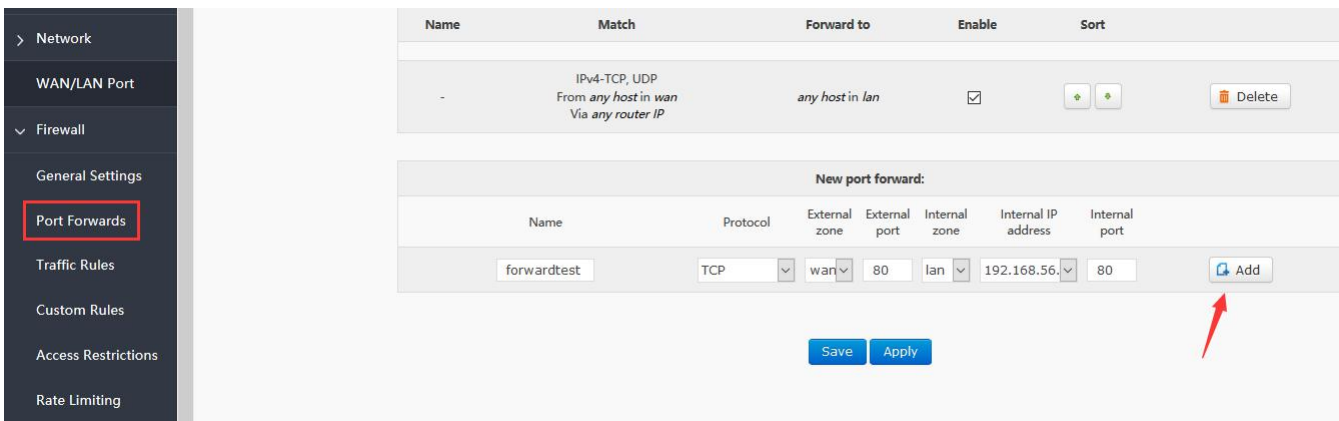 Network
WAN/LAN Port
Firewall
General Settings
Port Forwards
Traffic Rules
Custom Rules
Access Restrictions
Rate Limiting
Name Match Forward to Enable Sort
IPv4-TCP, UDP
- From any host in wan any host in lan Delete
Via any router IP
New port forward:
Name Protocol External zone External port Internal zone Internal IP address Internal port
forwardtest TCP wan 80 lan 192.168.56. 80 Add
Save Apply